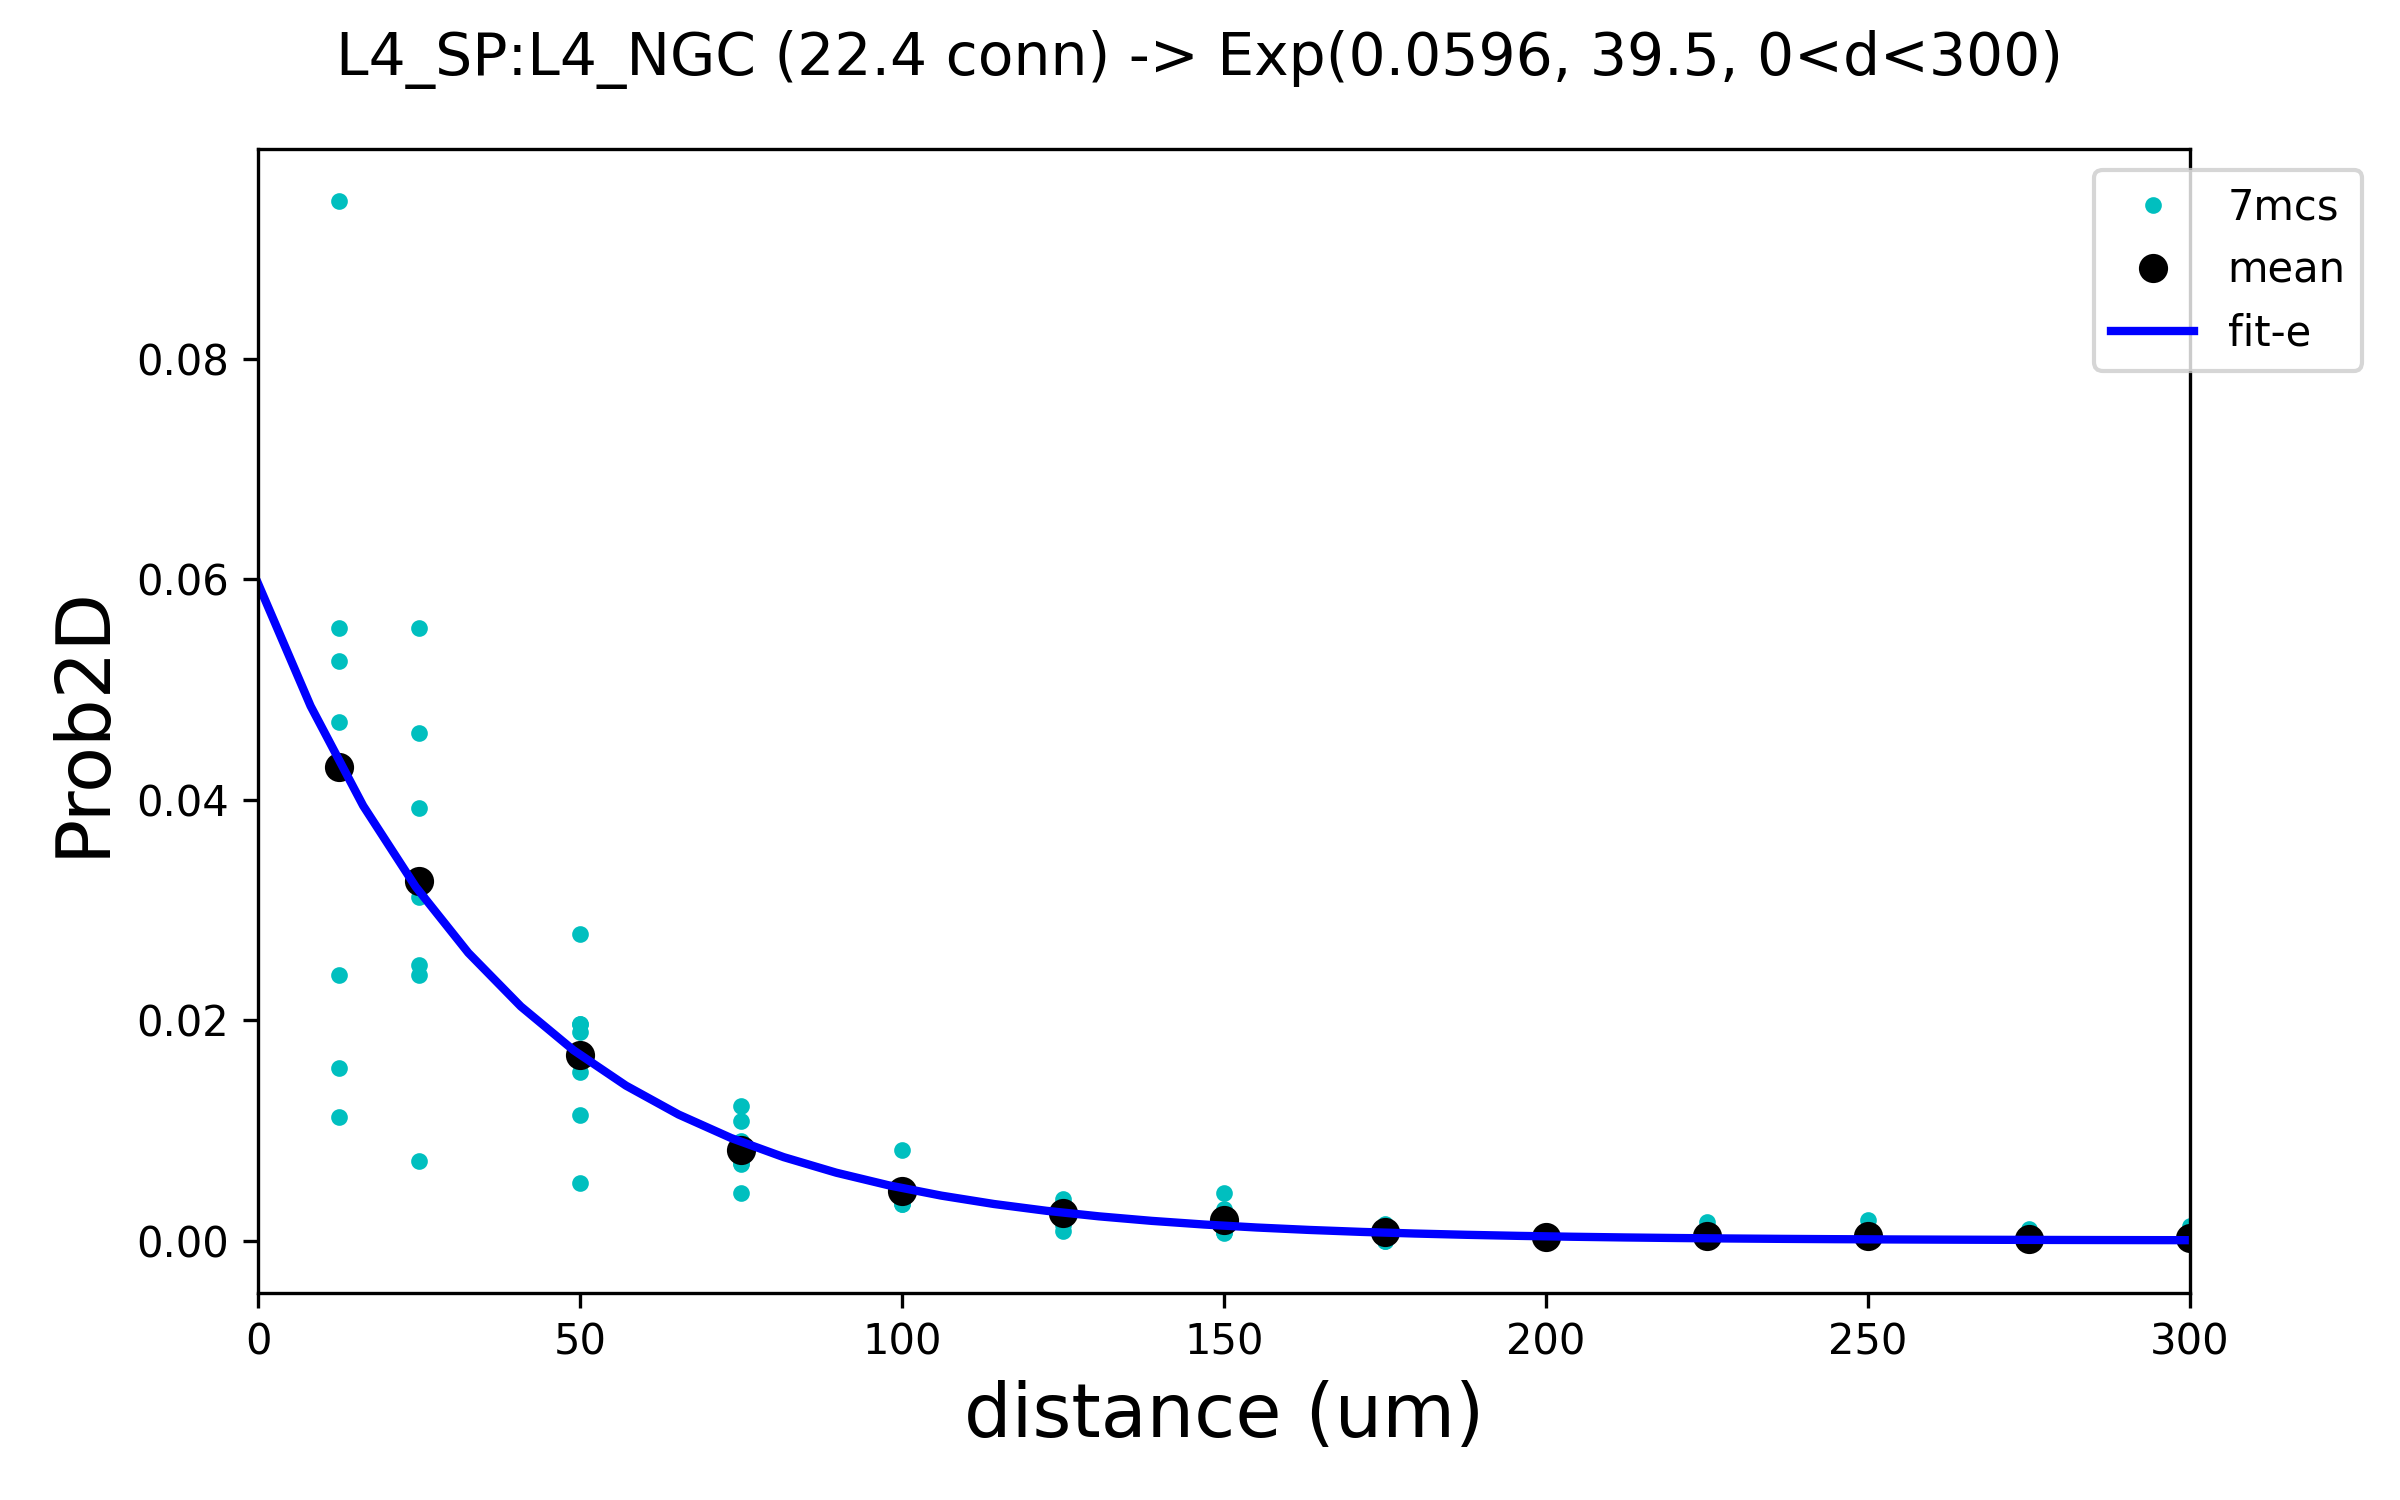 L4_SP:L4_NGC (22.4 conn) -> Exp(0.0596, 39.5, 0<d<300)
7mcs
mean
fit-e
Prob2D
0.08
0.06
0.04
0.02
0.00
0 50 100 150 200 250 300
distance (um)